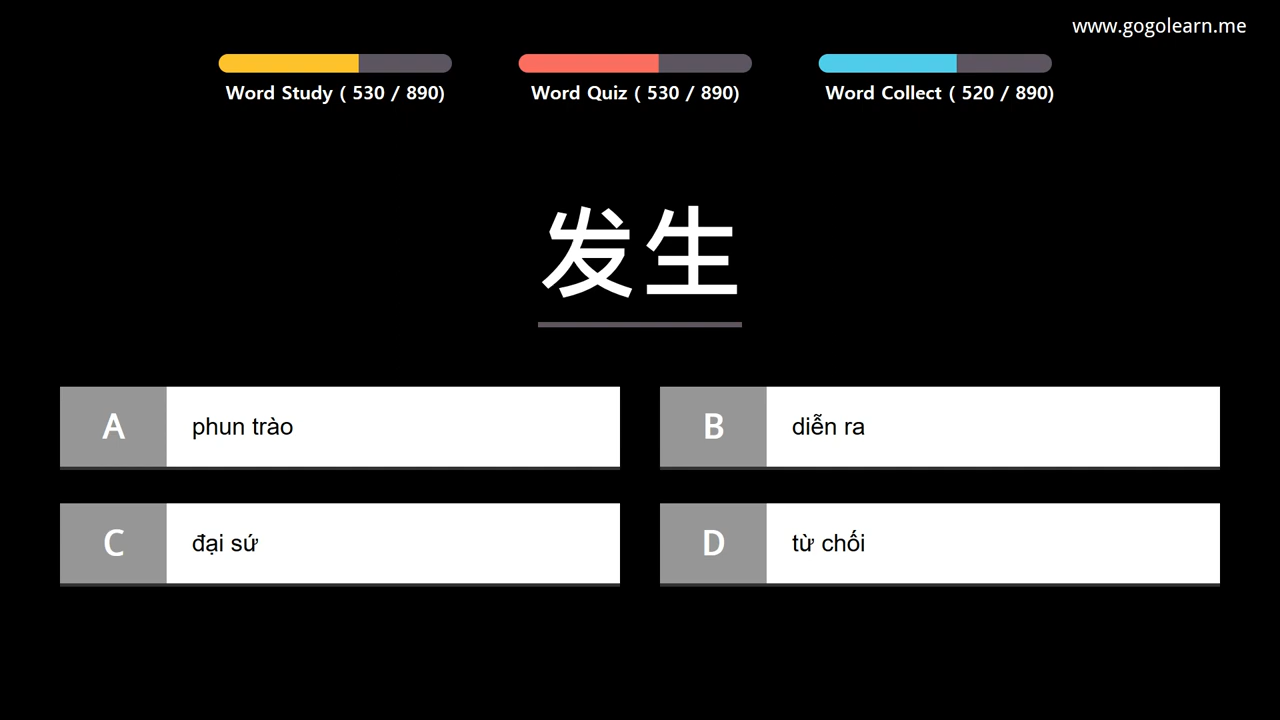 www.gogolearn.me
Word Study ( 530 / 890)
Word Quiz ( 530 / 890)
Word Collect ( 520 / 890)
发生
A phun trào
B diễn ra
C đại sứ
D từ chối